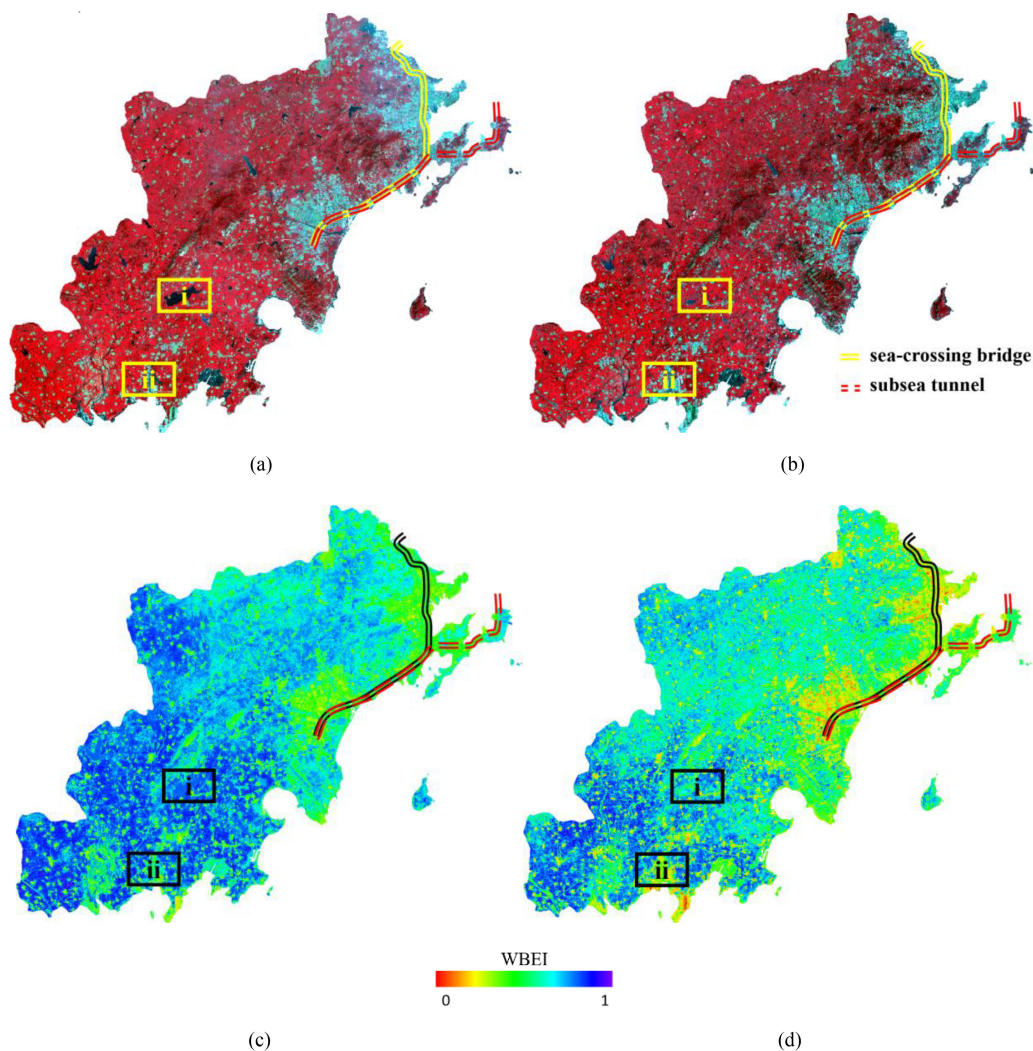 i
ii
i
ii
sea-crossing bridge
subsea tunnel
(a)
(b)
i
ii
i
ii
WBEI
0
1
(c)
(d)